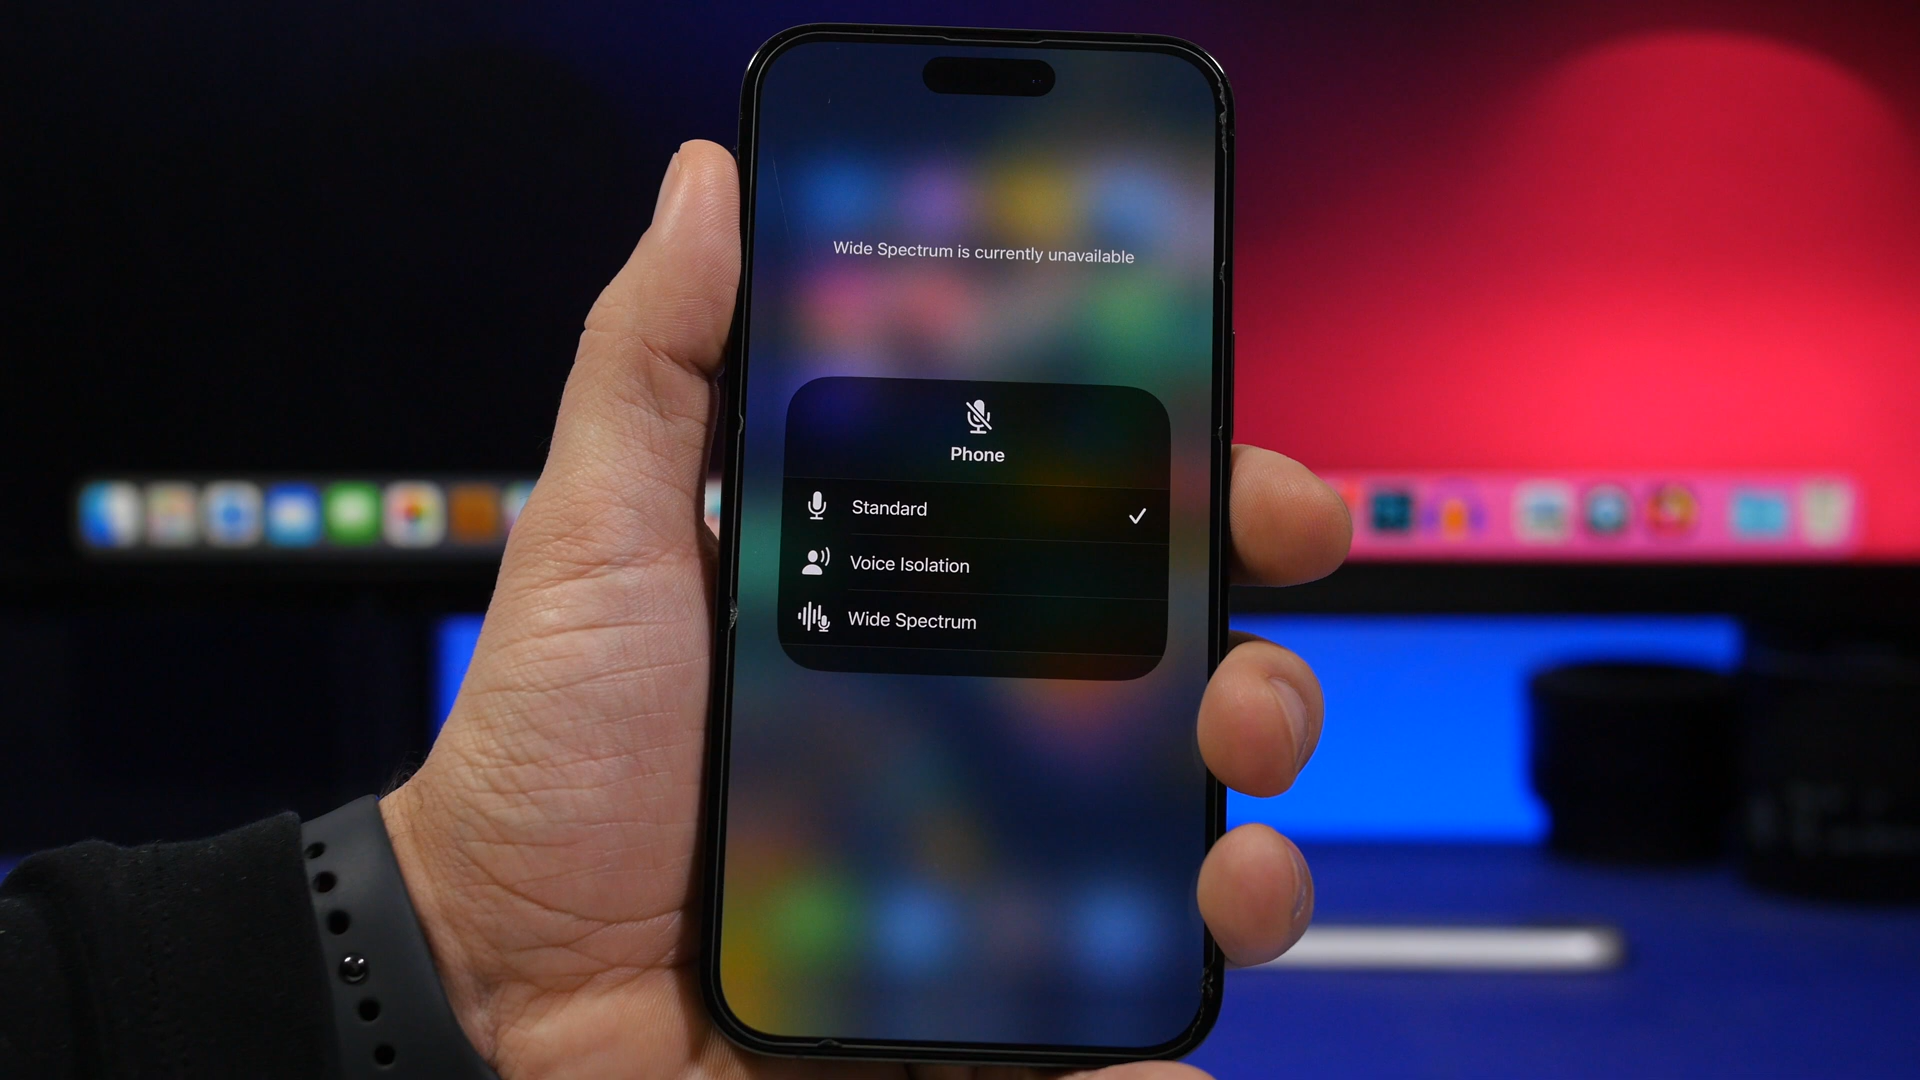 Wide Spectrum is currently unavailable
Phone
Standard
Voice Isolation
Wide Spectrum